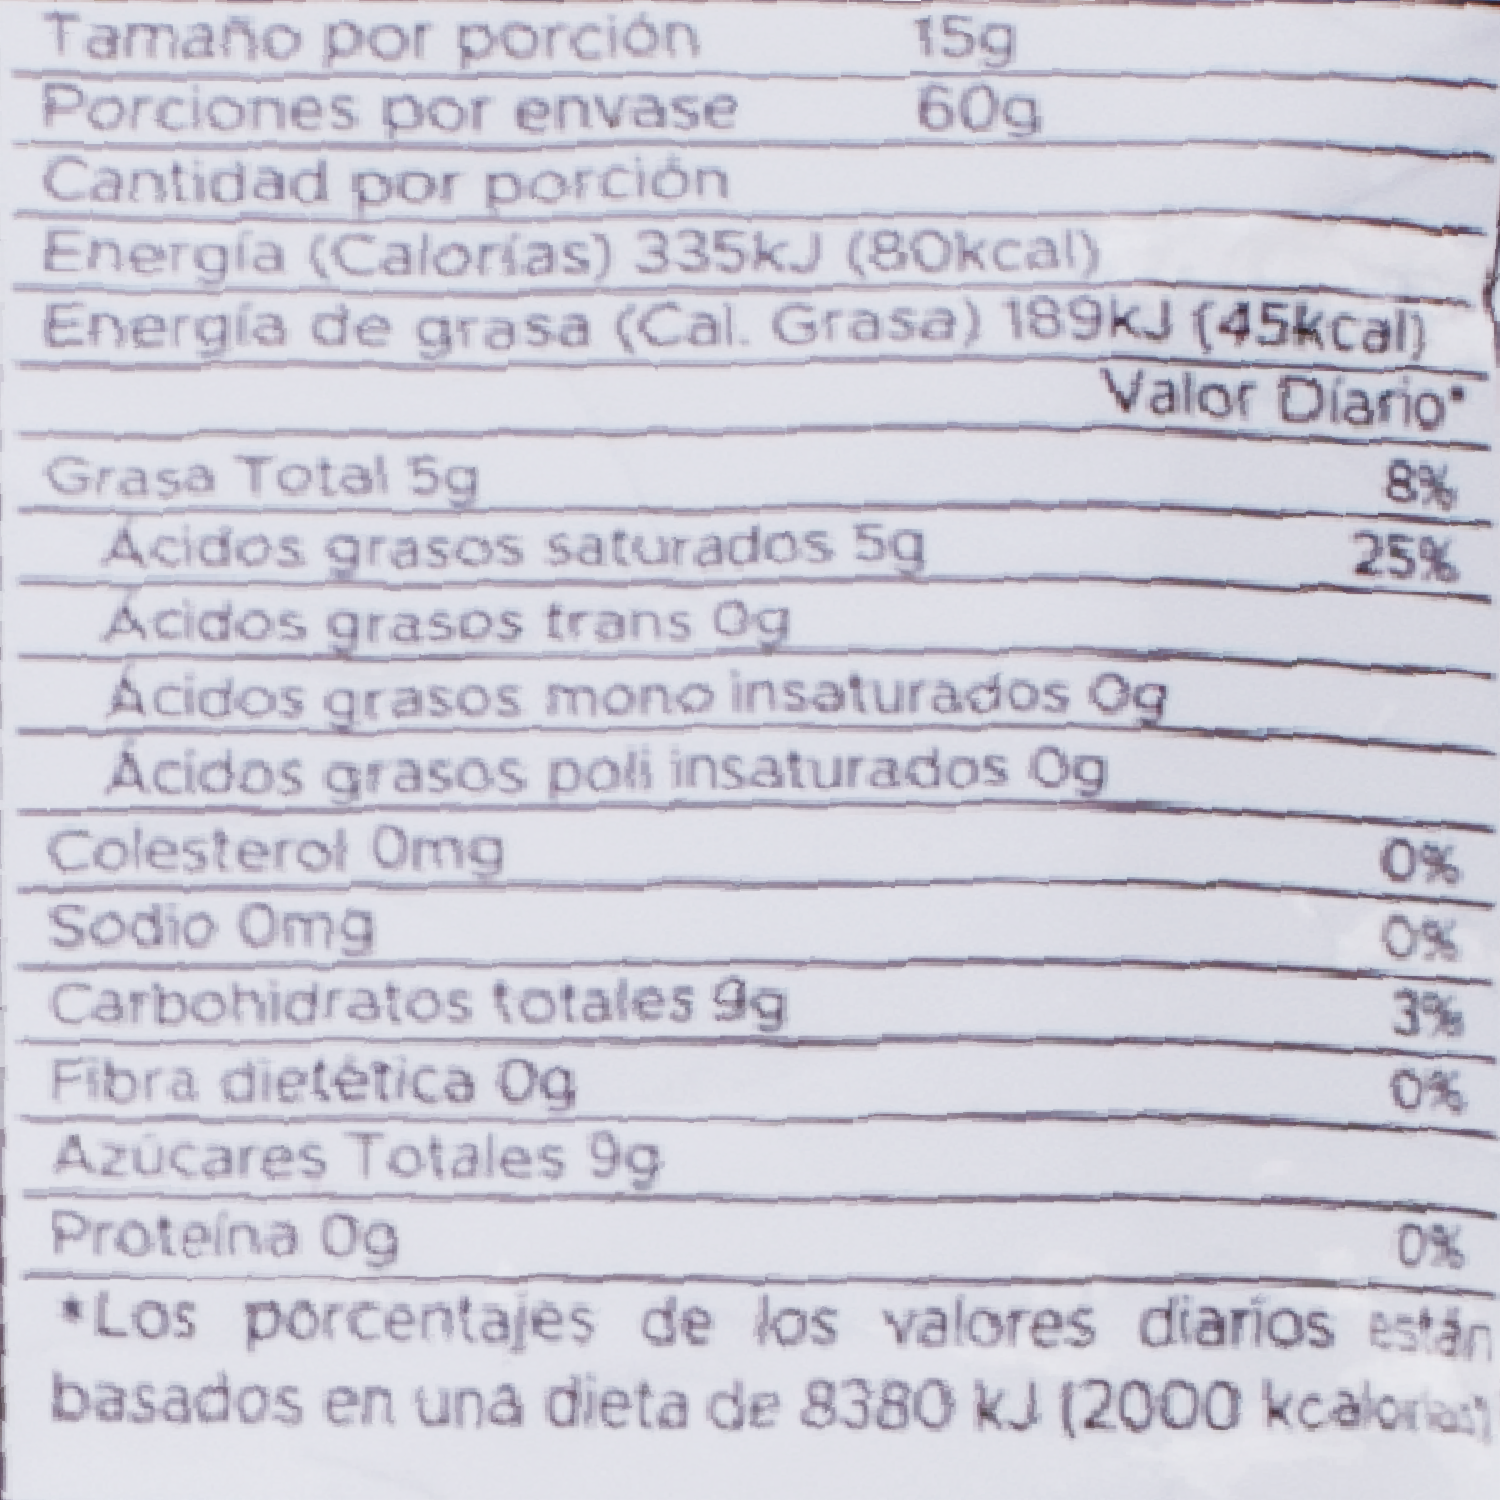 Tamaño por porción 15g
Porciones por envase 60g
Cantidad por porción
Energía (Calorías) 335kJ (80kcal)
Energía de grasa (Cal. Grasa) 189kJ (45kcal)
Valor Diario*
Grasa Total 5g 8%
Ácidos grasos saturados 5g 25%
Ácidos grasos trans 0g
Ácidos grasos mono insaturados 0g
Ácidos grasos poli insaturados 0g
Colesterol 0mg 0%
Sodio 0mg 0%
Carbohidratos totales 9g 3%
Fibra dietética 0g 0%
Azúcares Totales 9g
Proteína 0g 0%
*Los porcentajes de los valores diarios están
basados en una dieta de 8380 kJ (2000 kcalorías)